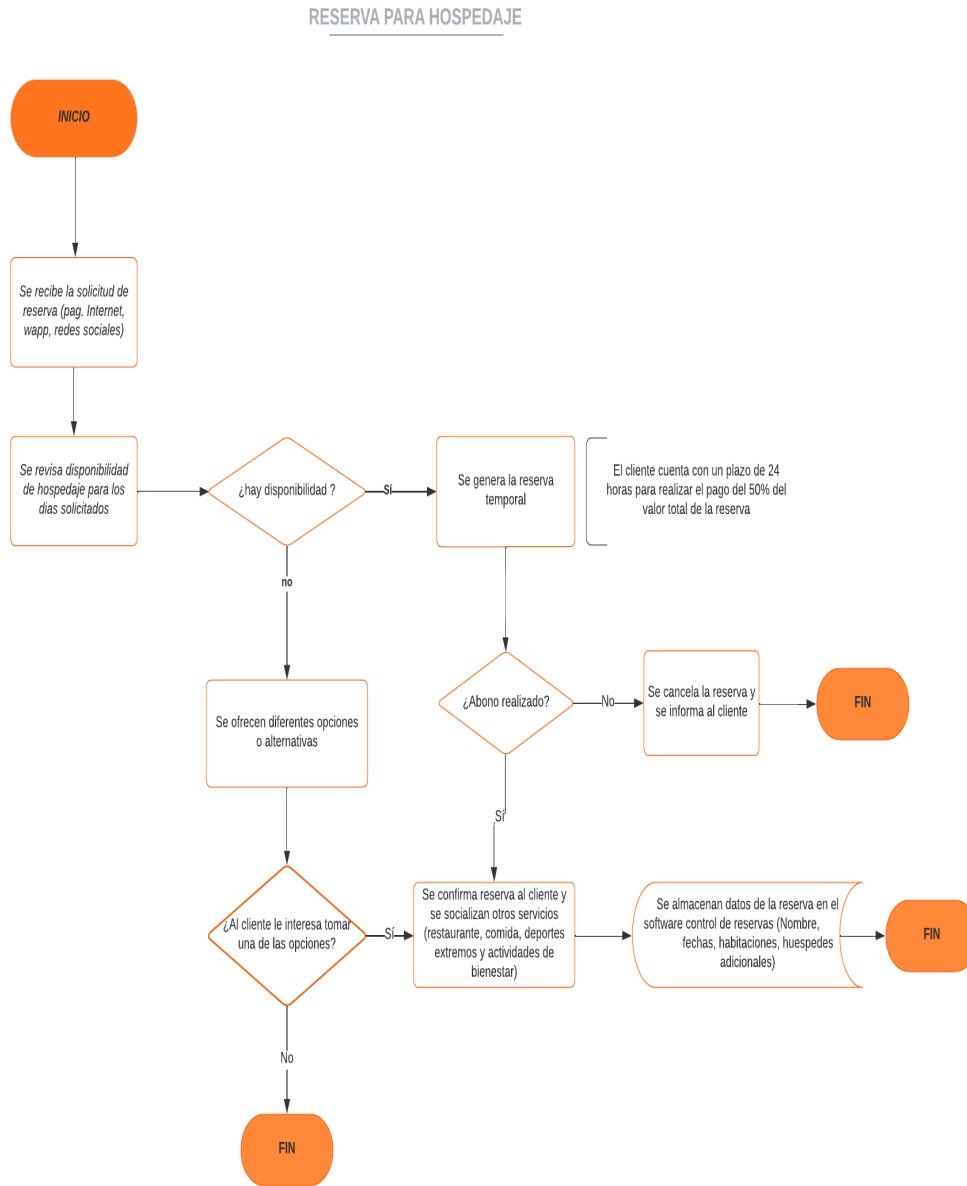 RESERVA PARA HOSPEDAJE
INICIO
Se recibe la solicitud de
reserva (pag. Internet,
wapp, redes sociales)
Se revisa disponibilidad
de hospedaje para los
dias solicitados
¿hay disponibilidad ?
Sí
Se genera la reserva
temporal
El cliente cuenta con un plazo de 24
horas para realizar el pago del 50% del
valor total de la reserva
no
Se ofrecen diferentes opciones
o alternativas
¿Abono realizado?
No
Se cancela la reserva y
se informa al cliente
FIN
Sí
¿Al cliente le interesa tomar
una de las opciones?
Sí
Se confirma reserva al cliente y
se socializan otros servicios
(restaurante, comida, deportes
extremos y actividades de
bienestar)
Se almacenan datos de la reserva en el
software control de reservas (Nombre,
fechas, habitaciones, huespedes
adicionales)
FIN
No
FIN